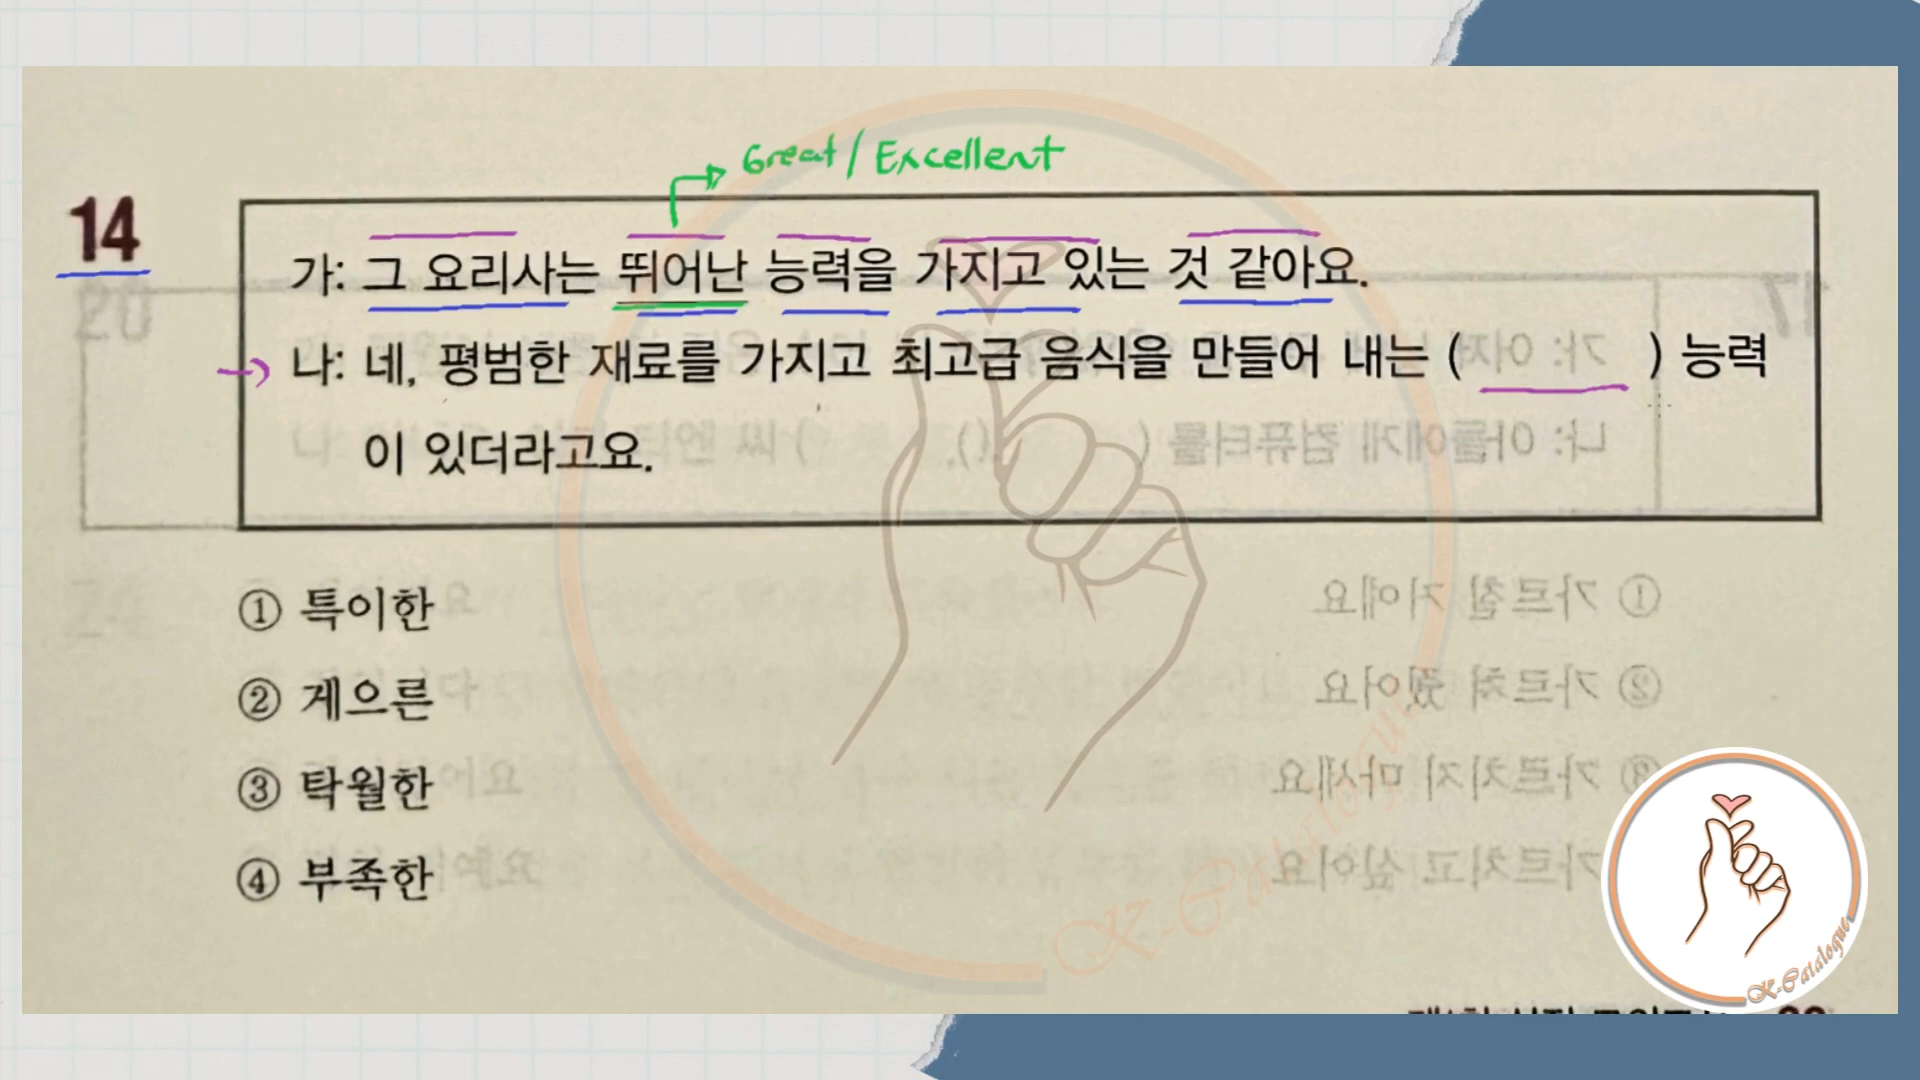 Great / Excellent
14
가: 그 요리사는 뛰어난 능력을 가지고 있는 것 같아요.
나: 네, 평범한 재료를 가지고 최고급 음식을 만들어 내는 ( ) 능력
이 있더라고요.
① 특이한
② 게으른
③ 탁월한
④ 부족한
K-Catalogue
K-Catalogue